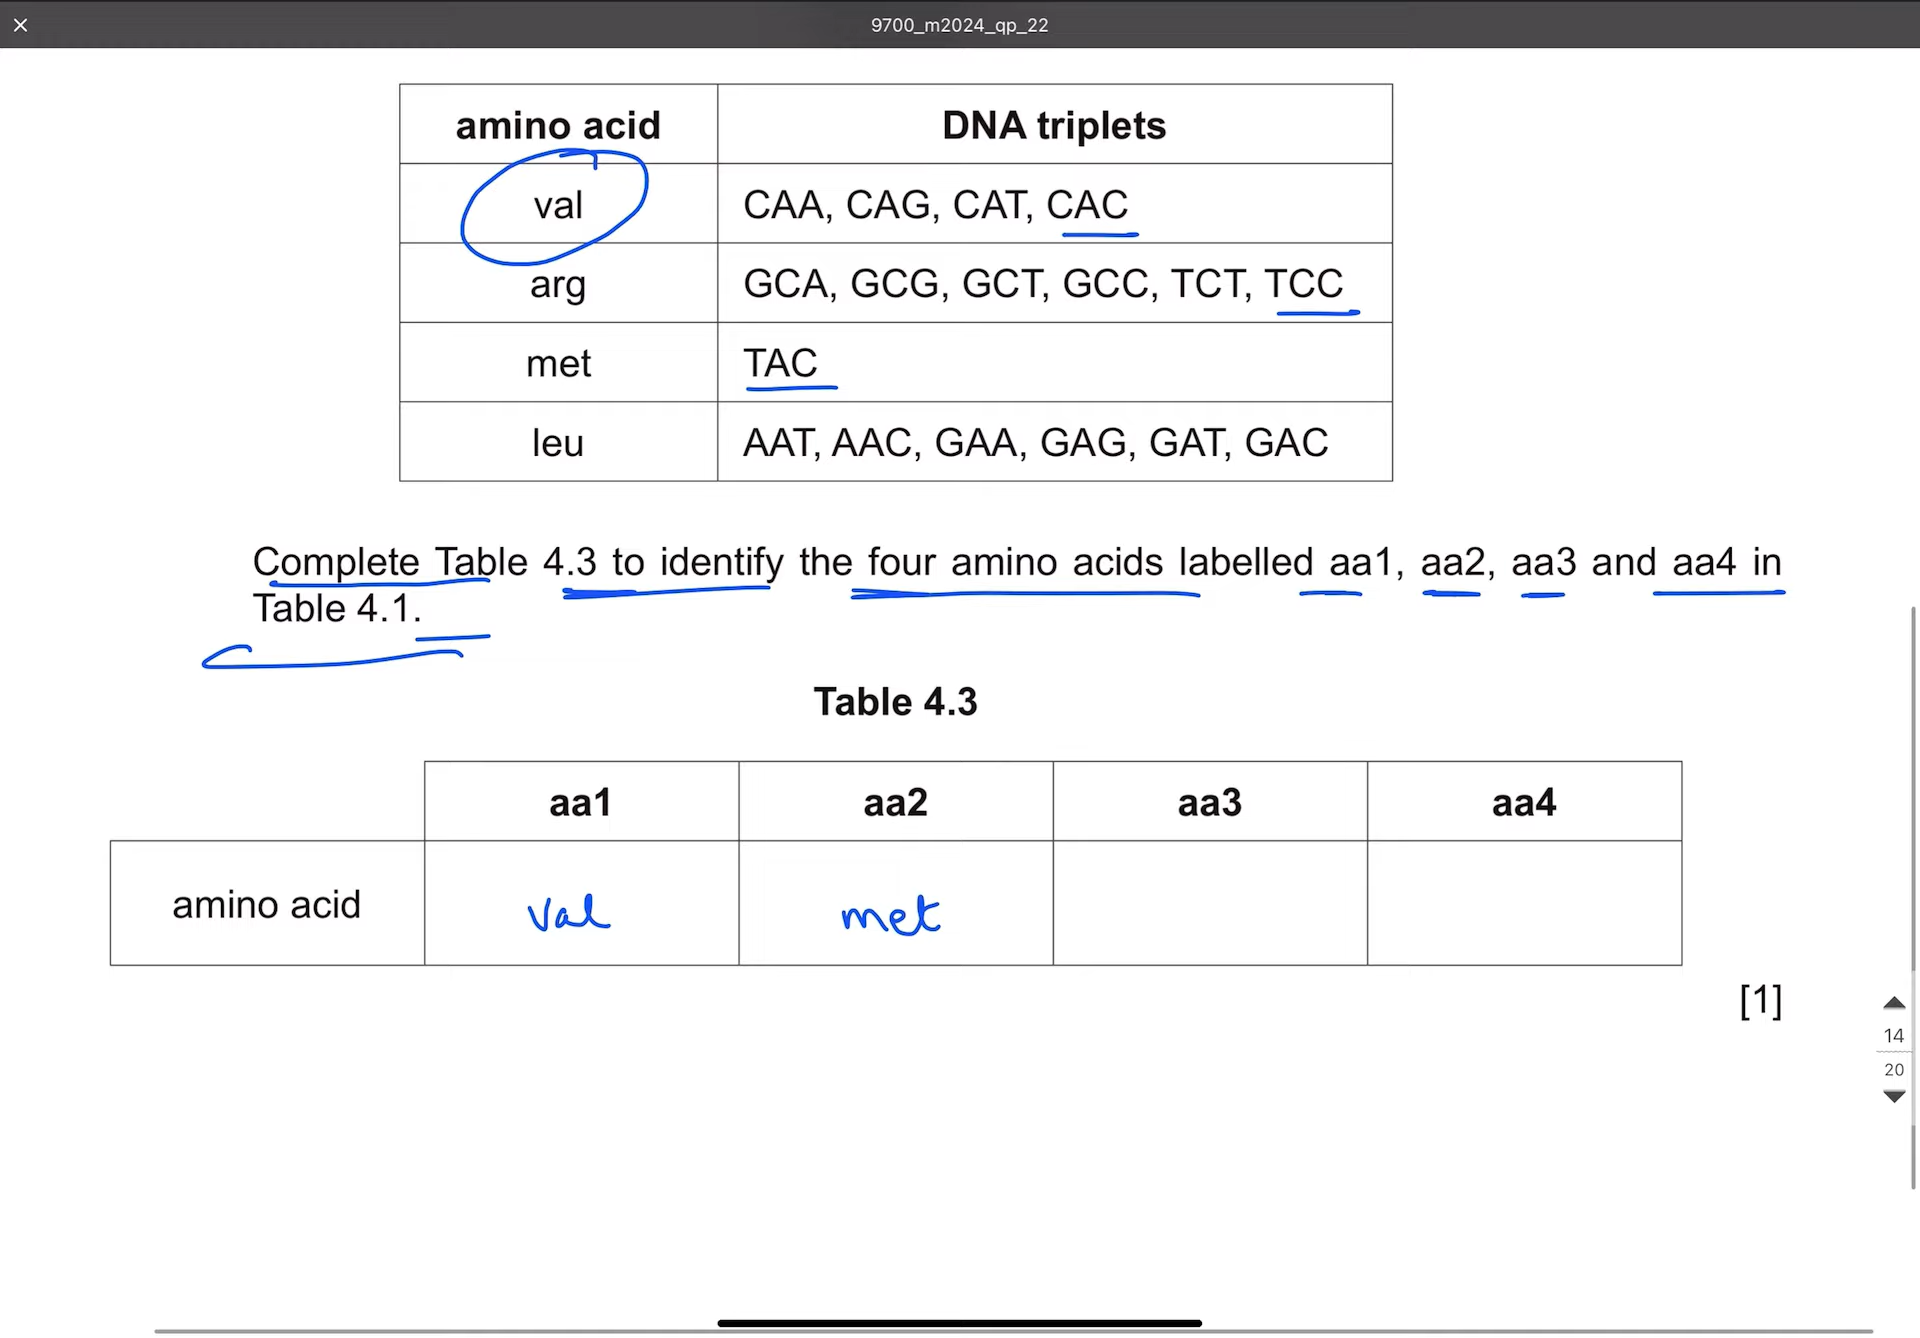 9700_m2024_qp_22
amino acid DNA triplets
val CAA, CAG, CAT, CAC
arg GCA, GCG, GCT, GCC, TCT, TCC
met TAC
leu AAT, AAC, GAA, GAG, GAT, GAC
Complete Table 4.3 to identify the four amino acids labelled aa1, aa2, aa3 and aa4 in
Table 4.1.
Table 4.3
aa1 aa2 aa3 aa4
amino acid val met
[1]
14
20